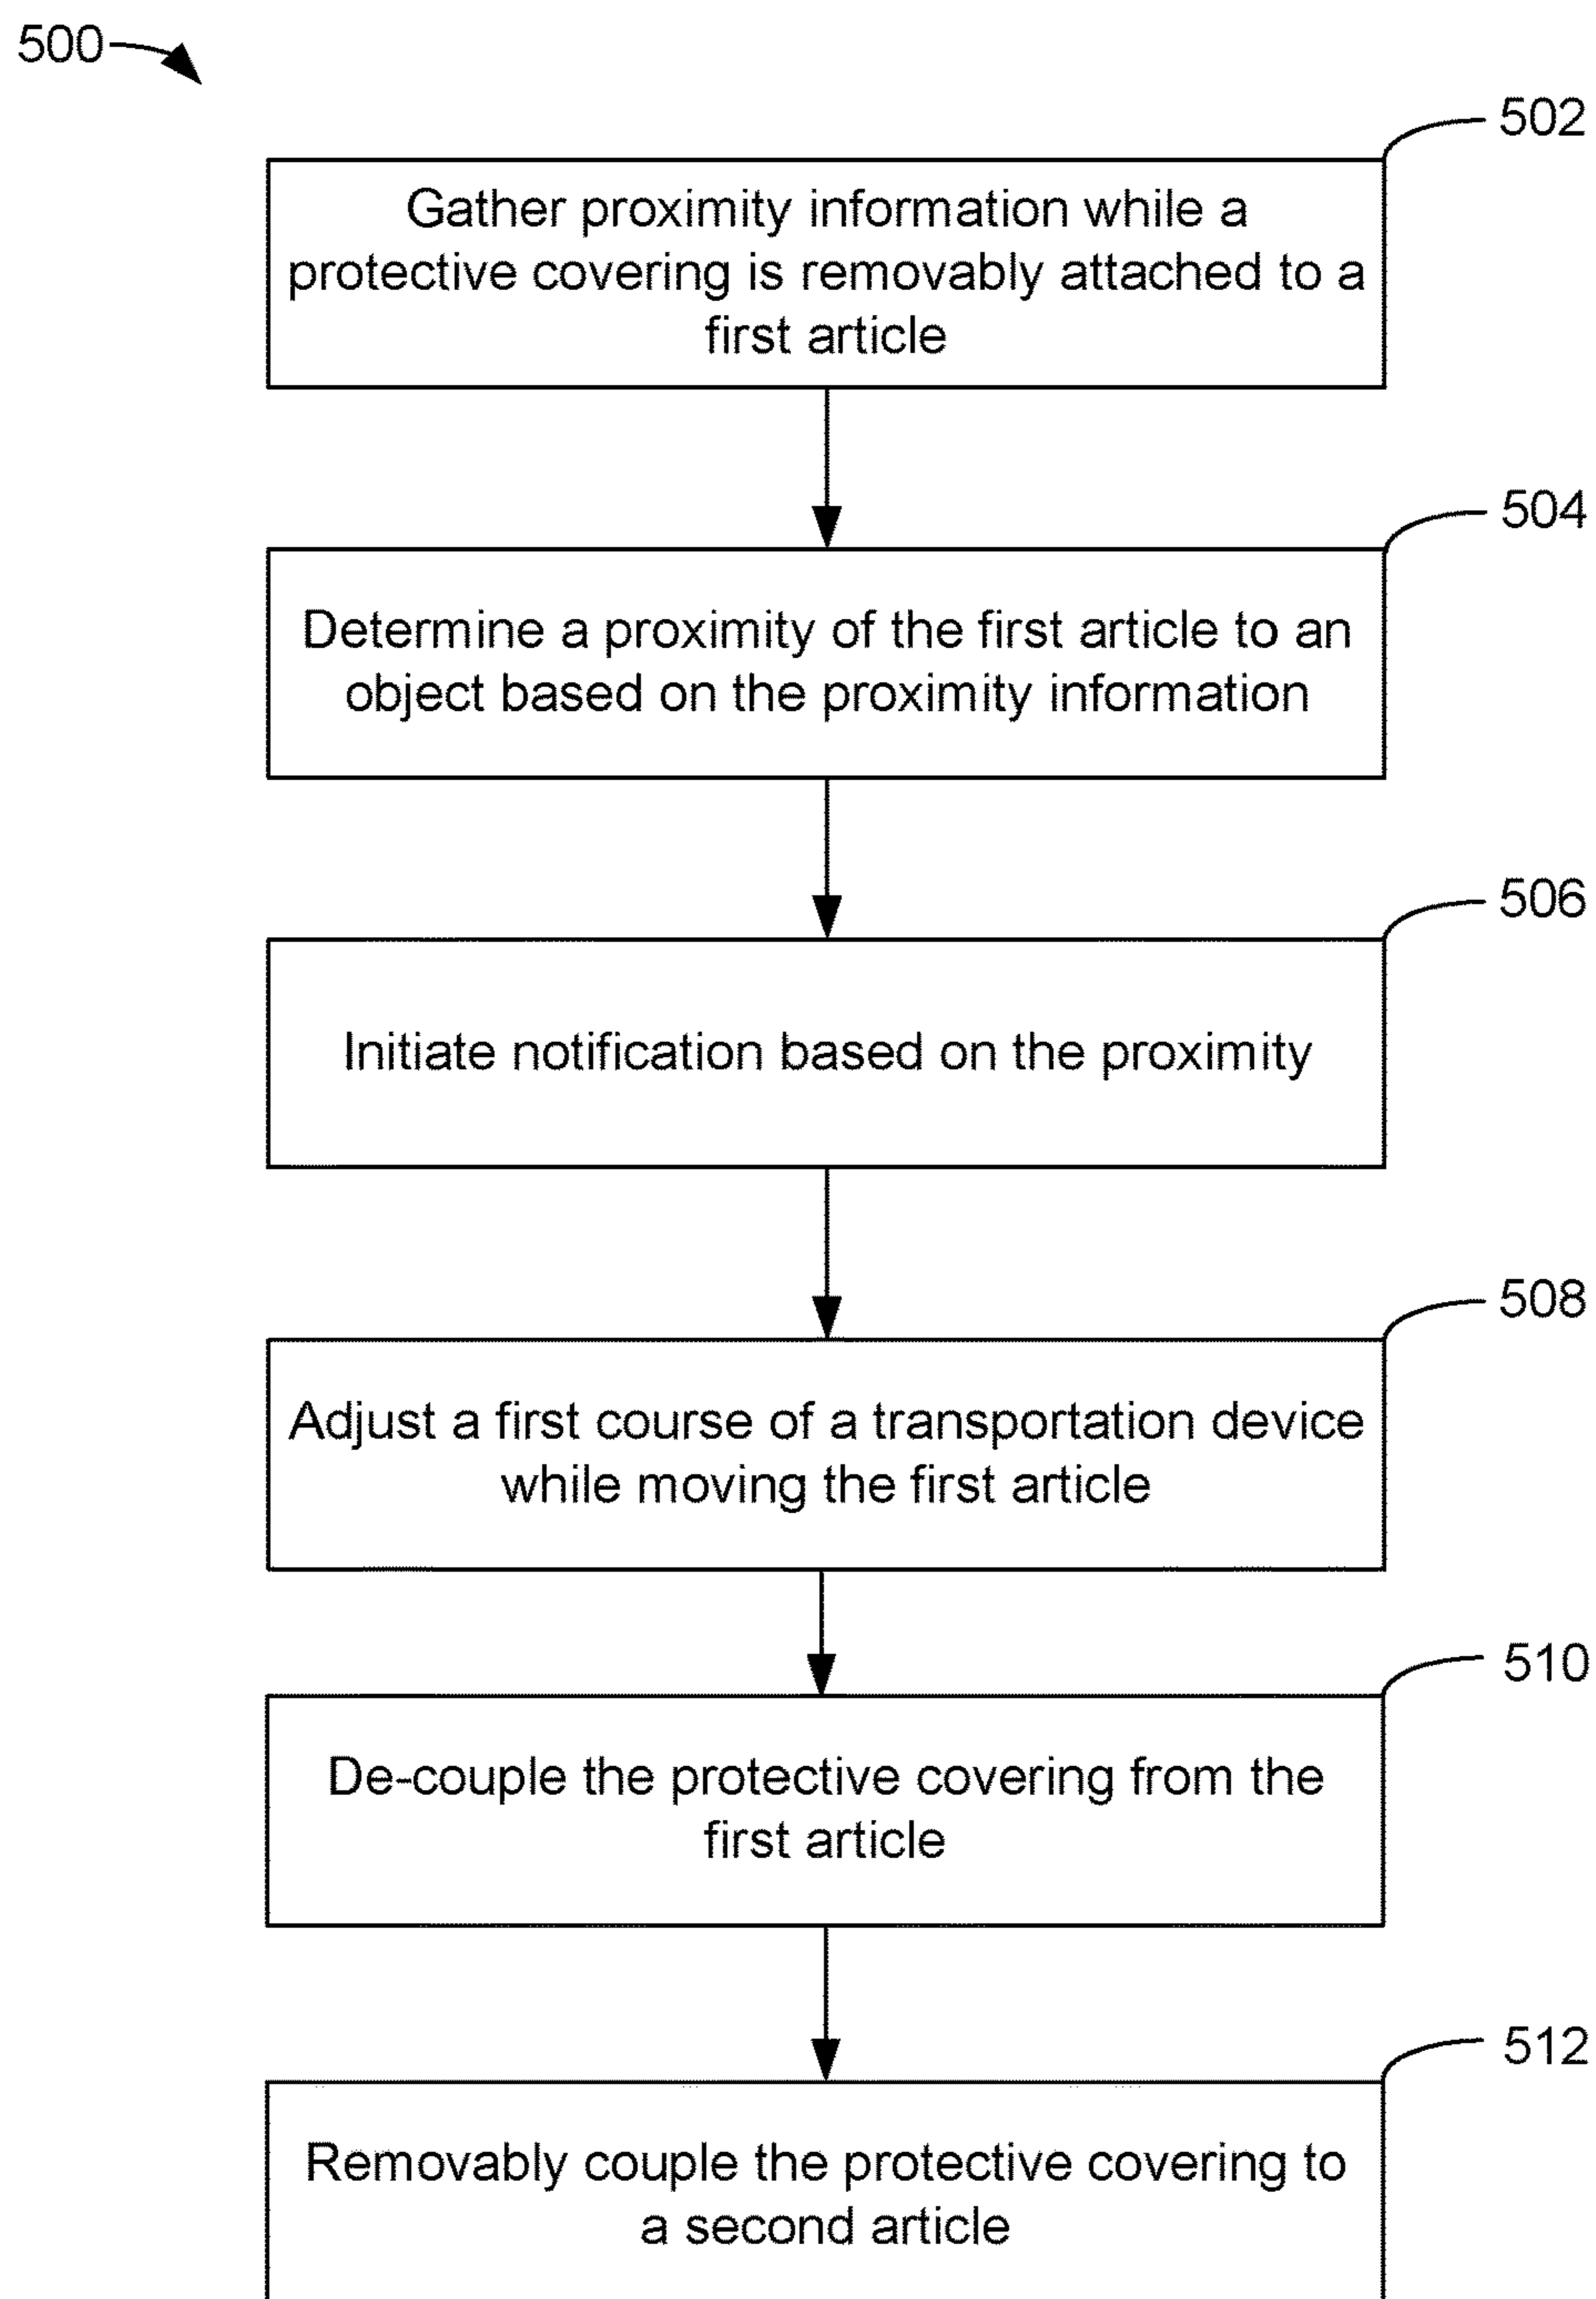 500
502
Gather proximity information while a
protective covering is removably attached to a
first article
504
Determine a proximity of the first article to an
object based on the proximity information
506
Initiate notification based on the proximity
508
Adjust a first course of a transportation device
while moving the first article
510
De-couple the protective covering from the
first article
512
Removably couple the protective covering to
a second article